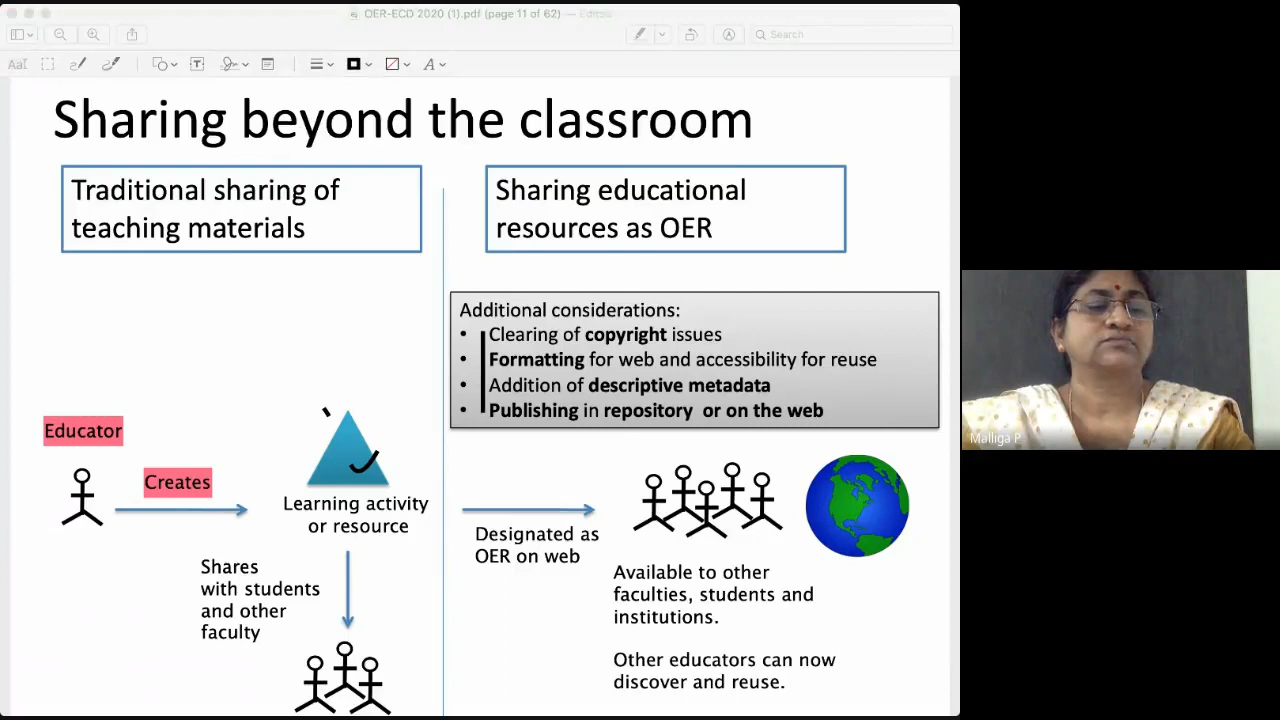 OER-ECD 2020 (1).pdf (page 11 of 62) — Edited
Search
AaI
T
A
Sharing beyond the classroom
Traditional sharing of
teaching materials
Sharing educational
resources as OER
Additional considerations:
• Clearing of copyright issues
• Formatting for web and accessibility for reuse
• Addition of descriptive metadata
• Publishing in repository or on the web
Educator
Creates
Learning activity
or resource
Shares
with students
and other
faculty
Designated as
OER on web
Available to other
faculties, students and
institutions.
Other educators can now
discover and reuse.
Malliga P